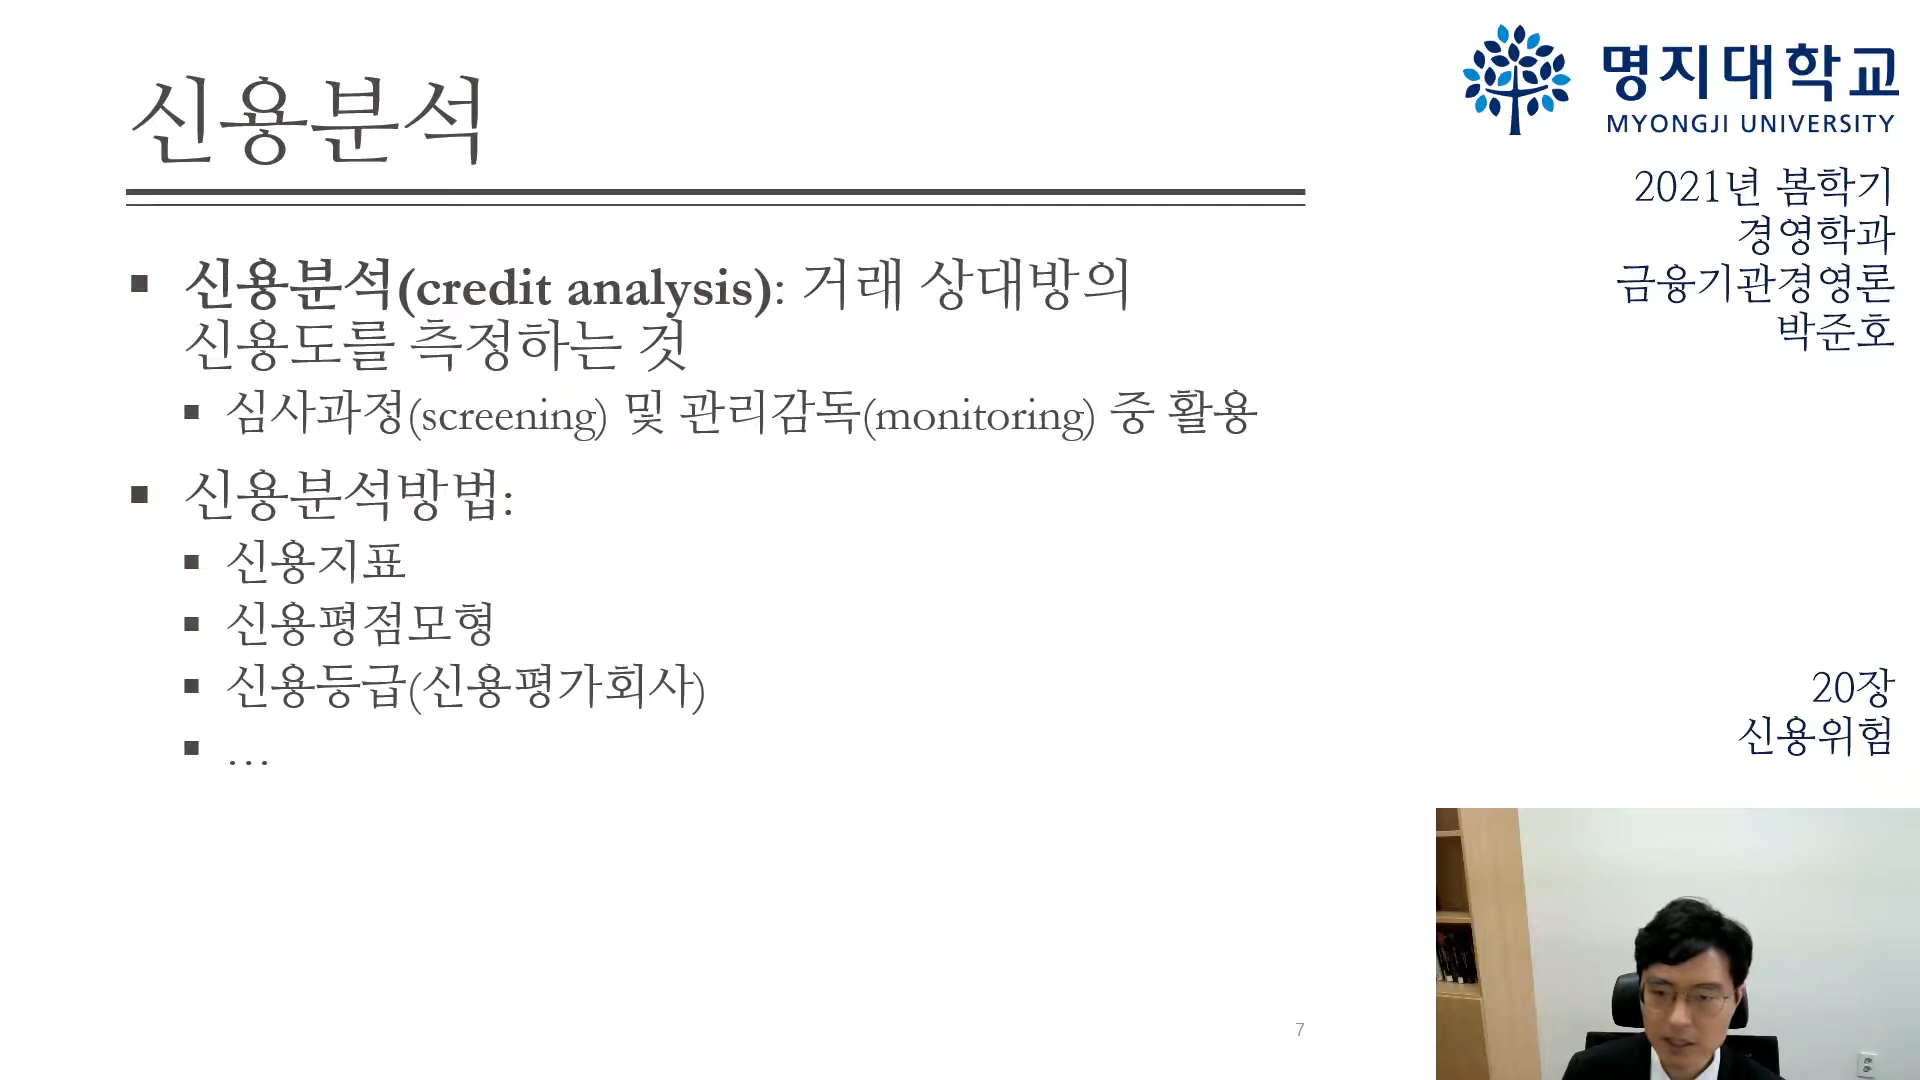 신용분석
신용분석(credit analysis): 거래 상대방의
신용도를 측정하는 것
심사과정(screening) 및 관리감독(monitoring) 중 활용
신용분석방법:
신용지표
신용평점모형
신용등급(신용평가회사)
…
명지대학교
MYONGJI UNIVERSITY
2021년 봄학기
경영학과
금융기관경영론
박준호
20장
신용위험
7